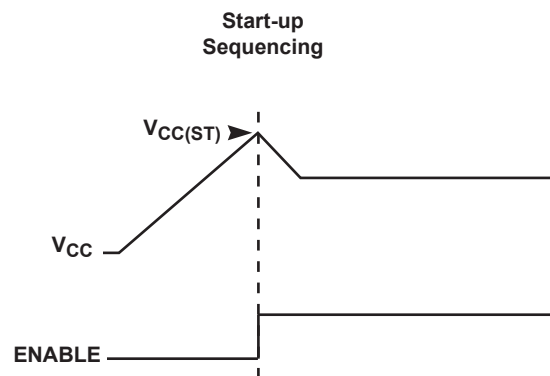 Start-up
Sequencing
VCC(ST)
VCC
ENABLE